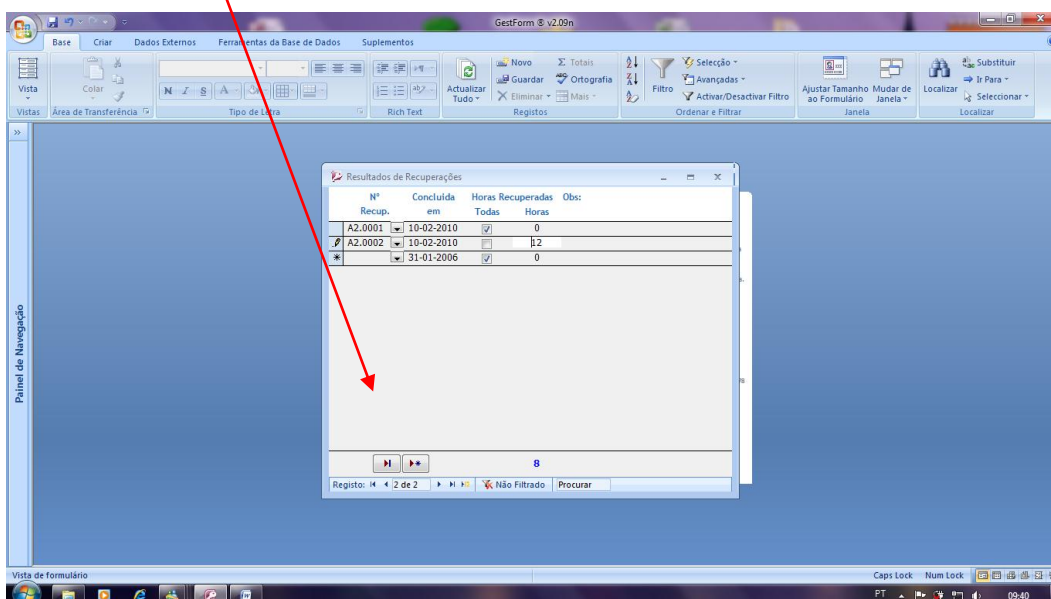 GestForm ® v2.09n
Base Criar Dados Externos Ferramentas da Base de Dados Suplementos
Vista
Colar
N I S
A
Actualizar
Tudo
Novo
Guardar
Eliminar
Σ Totais
Ortografia
Mais
Filtro
Selecção
Avançadas
Activar/Desactivar Filtro
Ajustar Tamanho
ao Formulário
Mudar de
Janela
Localizar
Substituir
Ir Para
Seleccionar
Vistas Área de Transferência Tipo de Letra Rich Text Registos Ordenar e Filtrar Janela Localizar
Painel de Navegação
Resultados de Recuperações
Nº Concluida Horas Recuperadas Obs:
Recup. em Todas Horas
A2.0001 10-02-2010 0
A2.0002 10-02-2010 12
31-01-2006 0
8
Registo: 2 de 2 Não Filtrado Procurar
Vista de formulário Caps Lock Num Lock
PT 09:40